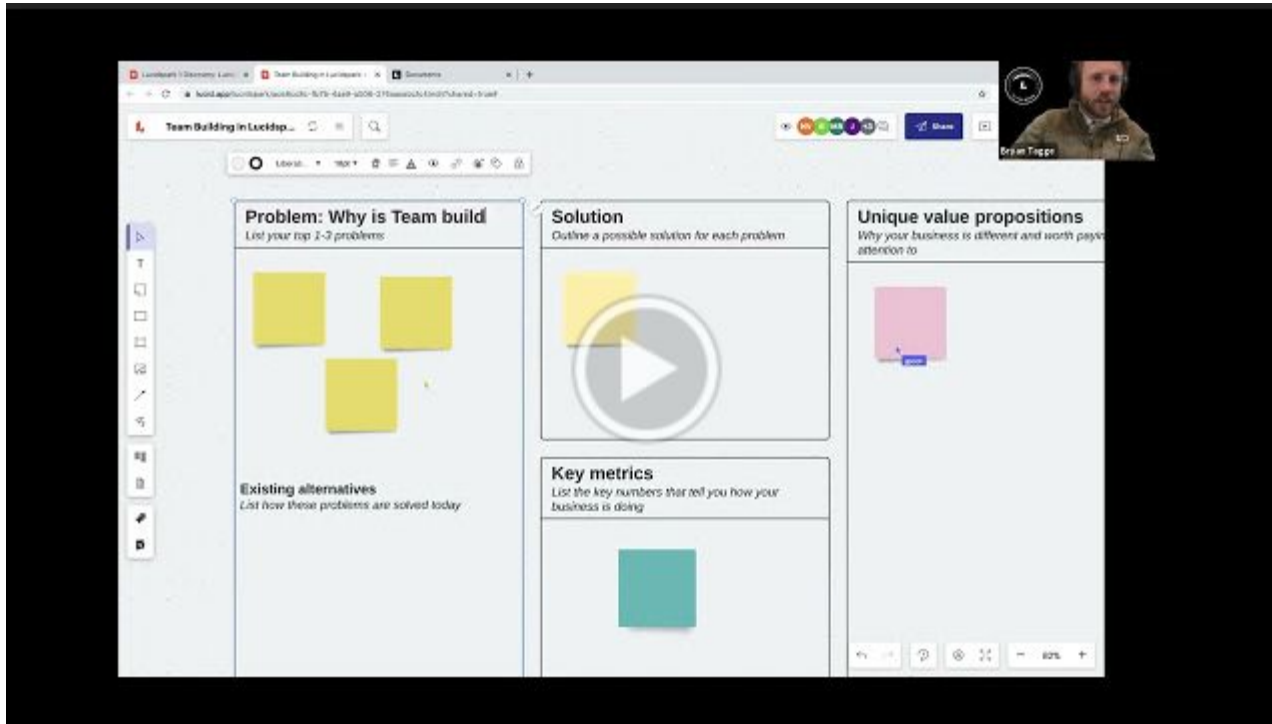 Team Building in Lucidsp...
Share
Bryan Tagge
Problem: Why is Team build
List your top 1-3 problems
Solution
Outline a possible solution for each problem
Unique value propositions
Why your business is different and worth payin
attention to
Existing alternatives
List how these problems are solved today
Key metrics
List the key numbers that tell you how your
business is doing